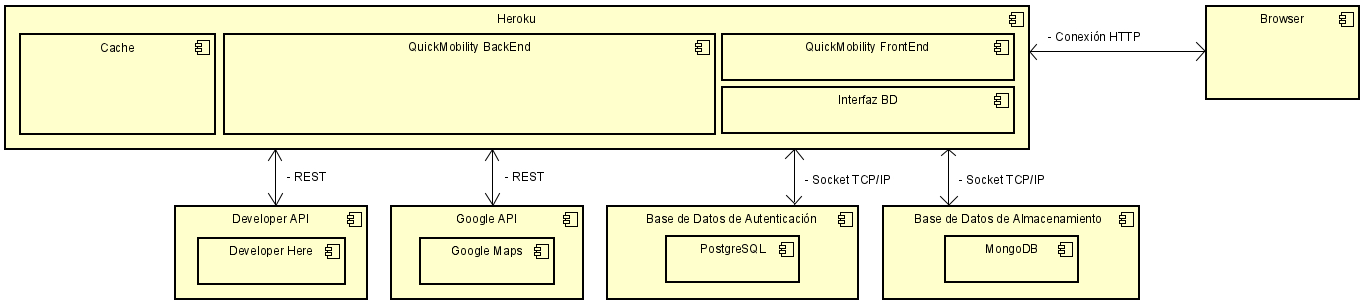 Heroku
Browser
Cache
QuickMobility BackEnd
QuickMobility FrontEnd
- Conexión HTTP
Interfaz BD
- REST
- REST
- Socket TCP/IP
- Socket TCP/IP
Developer API
Google API
Base de Datos de Autenticación
Base de Datos de Almacenamiento
Developer Here
Google Maps
PostgreSQL
MongoDB